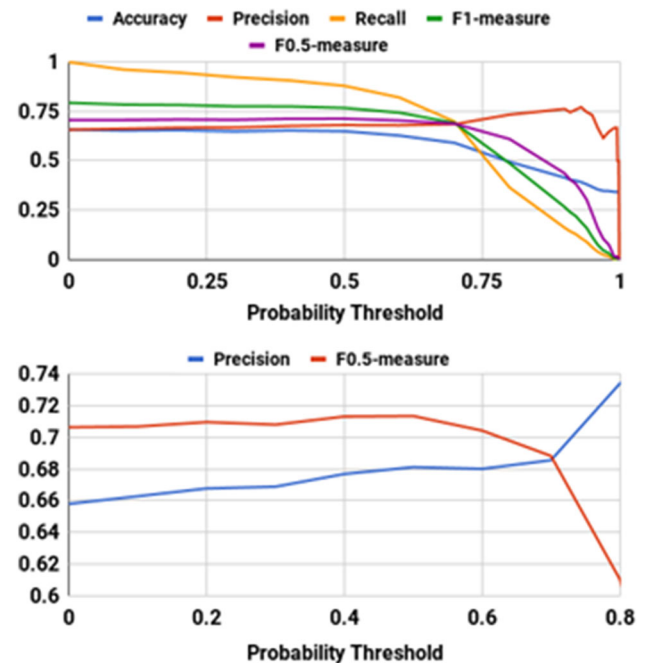 Accuracy Precision Recall F1-measure
F0.5-measure
1
0.75
0.5
0.25
0
0 0.25 0.5 0.75 1
Probability Threshold
Precision F0.5-measure
0.74
0.72
0.7
0.68
0.66
0.64
0.62
0.6
0 0.2 0.4 0.6 0.8
Probability Threshold